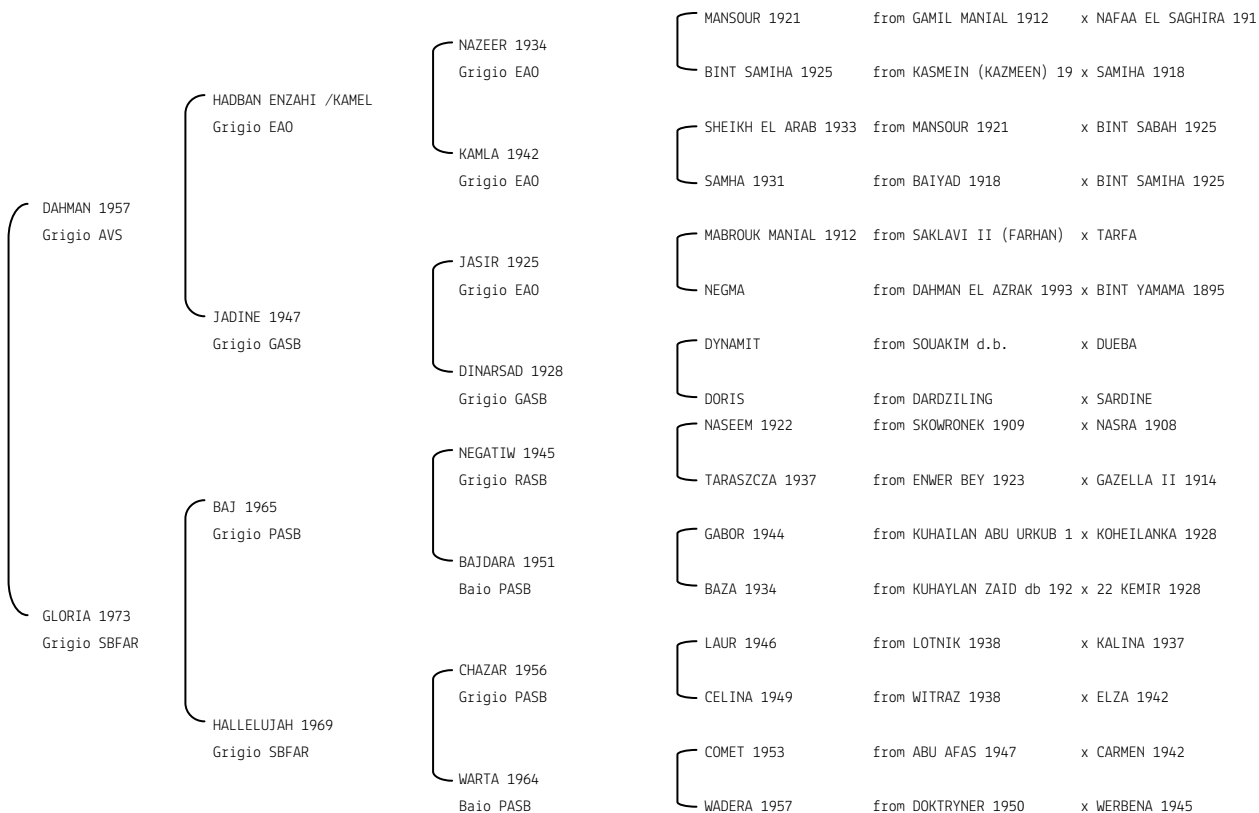 MANSOUR 1921 from GAMIL MANIAL 1912 x NAFAA EL SAGHIRA 191
NAZEER 1934
Grigio EAO
BINT SAMIHA 1925 from KASMEIN (KAZMEEN) 19 x SAMIHA 1918
HADBAN ENZAHI /KAMEL
Grigio EAO
SHEIKH EL ARAB 1933 from MANSOUR 1921 x BINT SABAH 1925
KAMLA 1942
Grigio EAO
SAMHA 1931 from BAIYAD 1918 x BINT SAMIHA 1925
DAHMAN 1957
Grigio AVS
MABROUK MANIAL 1912 from SAKLAVI II (FARHAN) x TARFA
JASIR 1925
Grigio EAO
NEGMA from DAHMAN EL AZRAK 1993 x BINT YAMAMA 1895
JADINE 1947
Grigio GASB
DYNAMIT from SOUAKIM d.b. x DUEBA
DINARSAD 1928
Grigio GASB
DORIS from DARDZILING x SARDINE
NASEEM 1922 from SKOWRONEK 1909 x NASRA 1908
NEGATIW 1945
Grigio RASB
TARASZCZA 1937 from ENWER BEY 1923 x GAZELLA II 1914
BAJ 1965
Grigio PASB
GABOR 1944 from KUHAILAN ABU URKUB 1 x KOHEILANKA 1928
BAJDARA 1951
Baio PASB
BAZA 1934 from KUHAYLAN ZAID db 192 x 22 KEMIR 1928
GLORIA 1973
Grigio SBFAR
LAUR 1946 from LOTNIK 1938 x KALINA 1937
CHAZAR 1956
Grigio PASB
CELINA 1949 from WITRAZ 1938 x ELZA 1942
HALLELUJAH 1969
Grigio SBFAR
COMET 1953 from ABU AFAS 1947 x CARMEN 1942
WARTA 1964
Baio PASB
WADERA 1957 from DOKTRYNER 1950 x WERBENA 1945